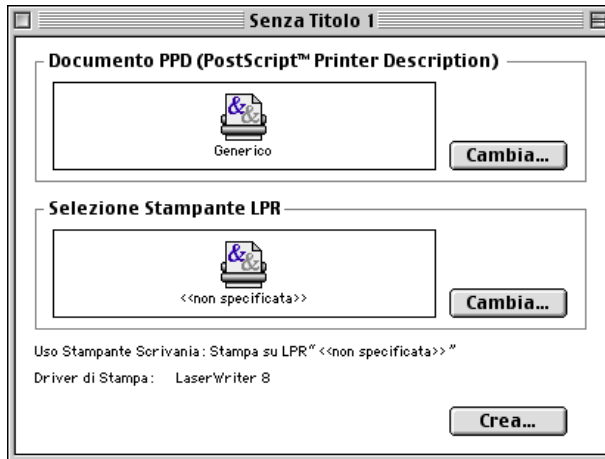 Senza Titolo 1
Documento PPD (PostScript™ Printer Description)
Generico
Cambia...
Selezione Stampante LPR
<<non specificata>>
Cambia...
Uso Stampante Scrivania: Stampa su LPR“ <<non specificata>> ”
Driver di Stampa: LaserWriter 8
Crea...